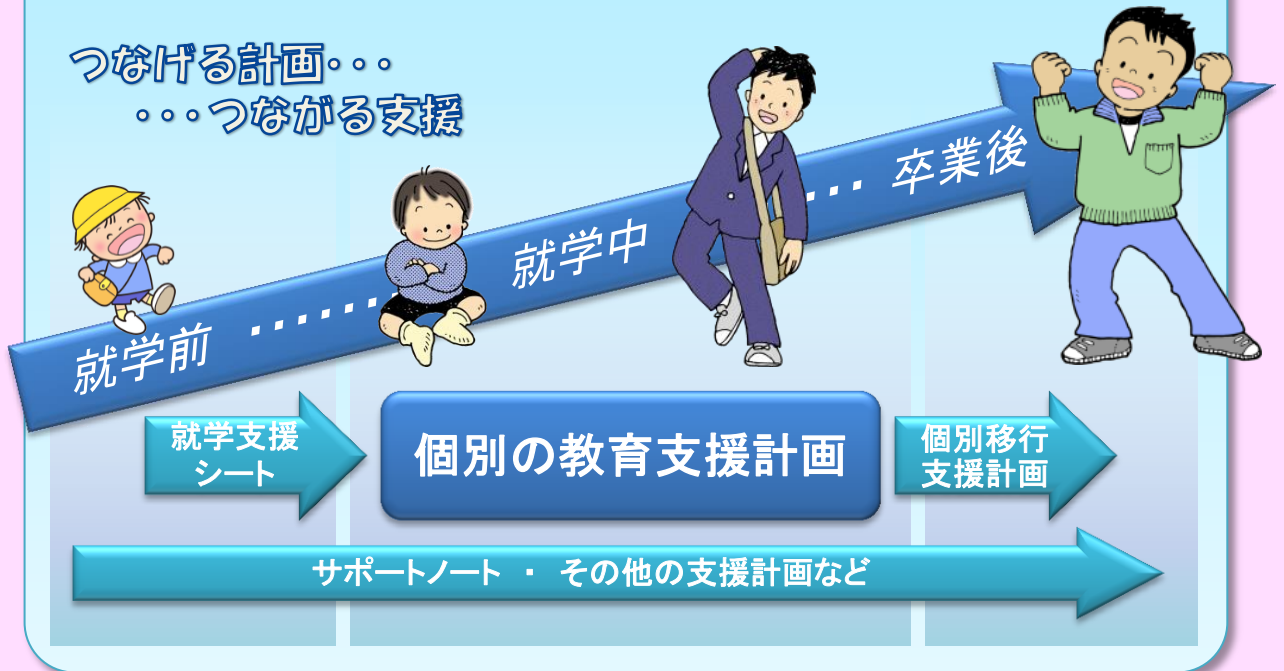 つなげる計画・・・
・・・つながる支援
就学前 ・・・・・・ 就学中 ・・・ 卒業後
就学支援
シート
個別の教育支援計画
個別移行
支援計画
サポートノート ・ その他の支援計画など